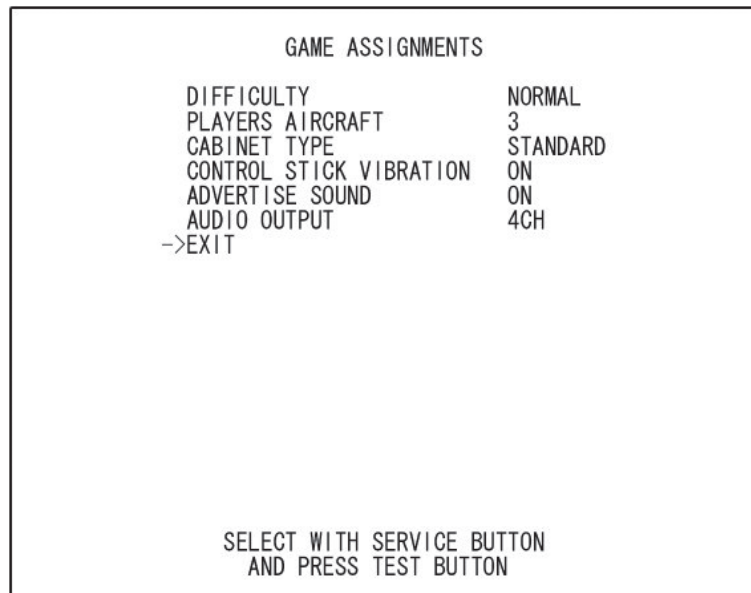 GAME ASSIGNMENTS
DIFFICULTY NORMAL
PLAYERS AIRCRAFT 3
CABINET TYPE STANDARD
CONTROL STICK VIBRATION ON
ADVERTISE SOUND ON
AUDIO OUTPUT 4CH
->EXIT
SELECT WITH SERVICE BUTTON
AND PRESS TEST BUTTON